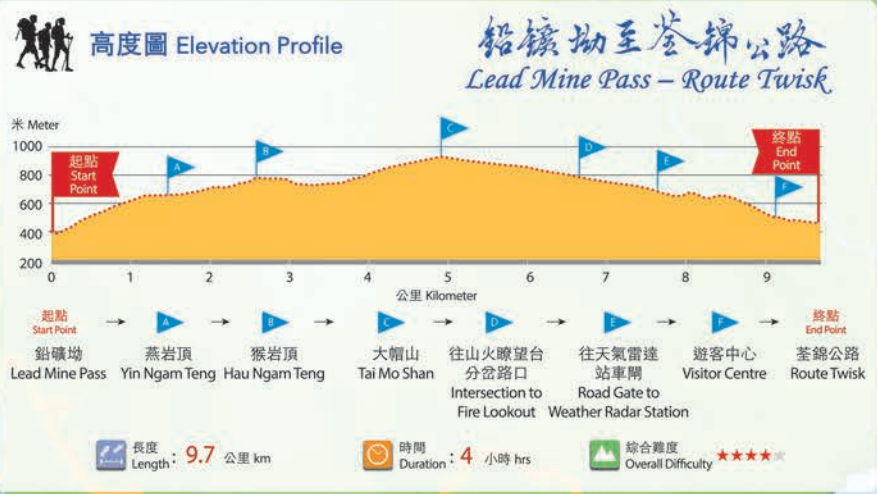 高度圖 Elevation Profile
鉛鑛坳至荃錦公路
Lead Mine Pass – Route Twisk
米 Meter
1000
800
600
400
200
起點
Start
Point
A
B
C
D
E
F
終點
End
Point
0 1 2 3 4 5 6 7 8 9
公里 Kilometer
起點
Start Point
鉛礦坳
Lead Mine Pass
A
燕岩頂
Yin Ngam Teng
B
猴岩頂
Hau Ngam Teng
C
大帽山
Tai Mo Shan
D
往山火瞭望台
分岔路口
Intersection to
Fire Lookout
E
往天氣雷達
站車閘
Road Gate to
Weather Radar Station
F
遊客中心
Visitor Centre
終點
End Point
荃錦公路
Route Twisk
長度
Length : 9.7 公里 km
時間
Duration : 4 小時 hrs
綜合難度
Overall Difficulty